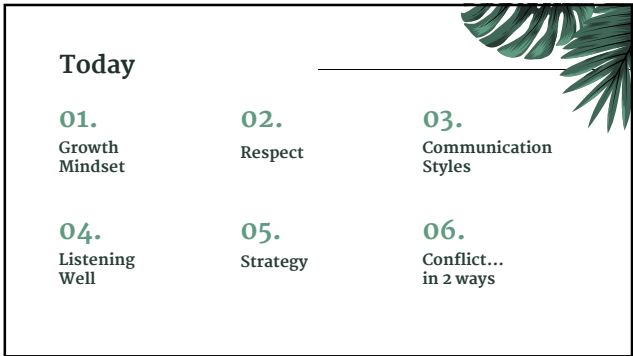 Today
01.
Growth
Mindset
02.
Respect
03.
Communication
Styles
04.
Listening
Well
05.
Strategy
06.
Conflict...
in 2 ways